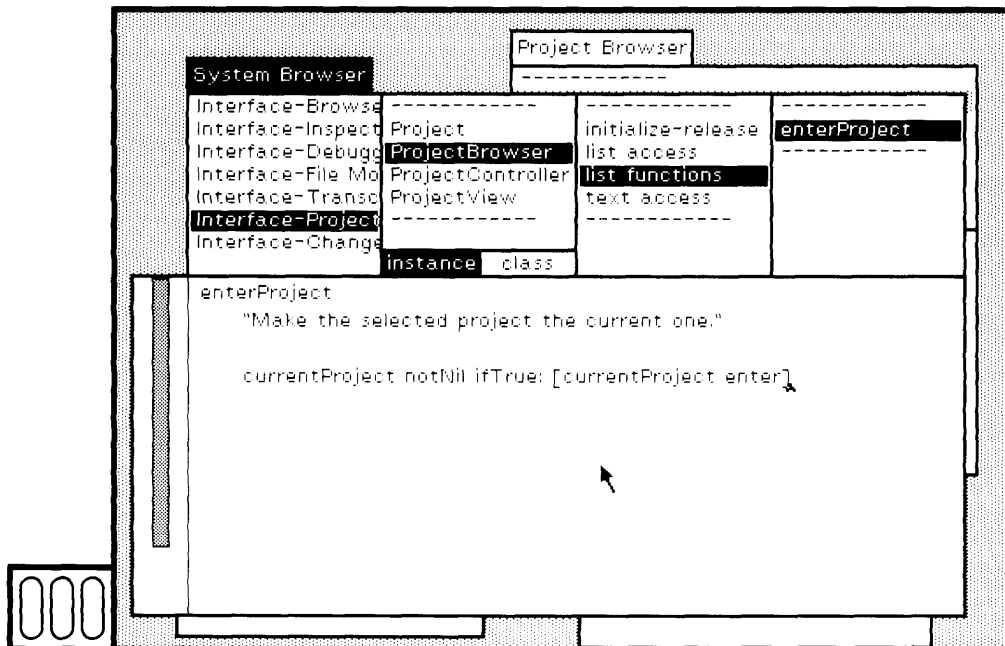 Project Browser
------------
System Browser
Interface-Browse
Interface-Inspect
Interface-Debugg
Interface-File Mo
Interface-Transc
Interface-Project
Interface-Change
------------
Project
ProjectBrowser
ProjectController
ProjectView
------------
instance class
------------
initialize-release
list access
list functions
text access
------------
------------
enterProject
------------
enterProject
"Make the selected project the current one."
currentProject notNil ifTrue: [currentProject enter]